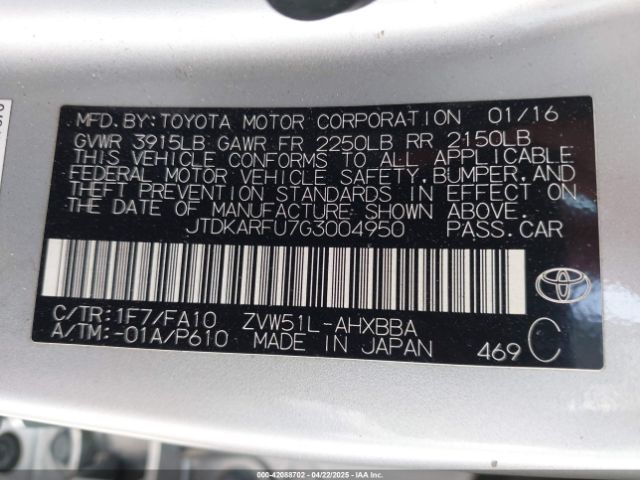 MFD.BY:TOYOTA MOTOR CORPORATION 01/16
GVWR 3915LB GAWR FR 2250LB RR 2150LB
THIS VEHICLE CONFORMS TO ALL APPLICABLE
FEDERAL MOTOR VEHICLE SAFETY,BUMPER,AND
THEFT PREVENTION STANDARDS IN EFFECT ON
THE DATE OF MANUFACTURE SHOWN ABOVE.
JTDKARFU7G3004950 PASS.CAR
C/TR:1F7/FA10 ZVW51L-AHXBBA
A/TM:-01A/P610 MADE IN JAPAN 469 C
000-42088702 - 04/22/2025 - IAAI.COM